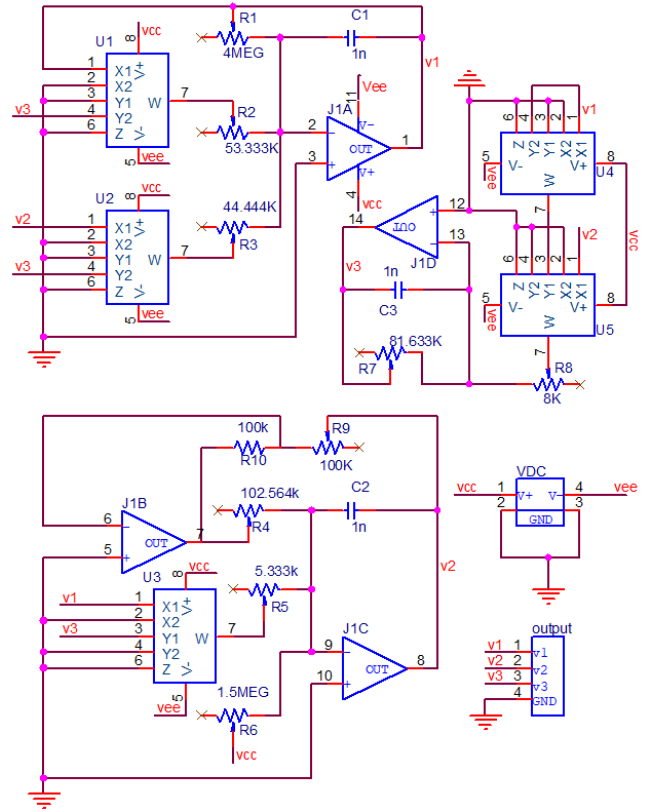 R1
4MEG
C1
1n
v1
U1
vcc
8
1 X1 V+
2 X2
3 Y1 W 7
v3 4 Y2
6 Z V-
5 vee
R2
53.333K
Vee
11
J1A
2 V-
OUT 1
3 V+
4
vcc
U2
vcc
8
44.444K
v2 1 X1 V+
2 X2
3 Y1 W 7
v3 4 Y2
6 Z V-
5 vee
R3
v1
6 4 3 2 1
Z Y2 Y1 X2 X1
5 V- V+ 8
vee W U4
7
vcc
14 OUT 12
13
J1D
v3
1n
C3
v2
6 4 3 2 1
Z Y2 Y1 X2 X1
5 V- V+ 8
vee W U5
7
81.633K
R7
R8
8K
100k
R10
R9
100K
J1B
6
OUT 7
5
102.564k
R4
C2
1n
v2
U3
8 vcc
v1 1 X1 V+
2 X2
v3 3 Y1 W 7
4 Y2
6 Z V-
vee 5
5.333k
R5
J1C
9
OUT 8
10
1.5MEG
R6
vcc
VDC
vcc 1 V+ V- 4 vee
2 GND 3
output
v1 1 v1
v2 2 v2
v3 3 v3
4 GND